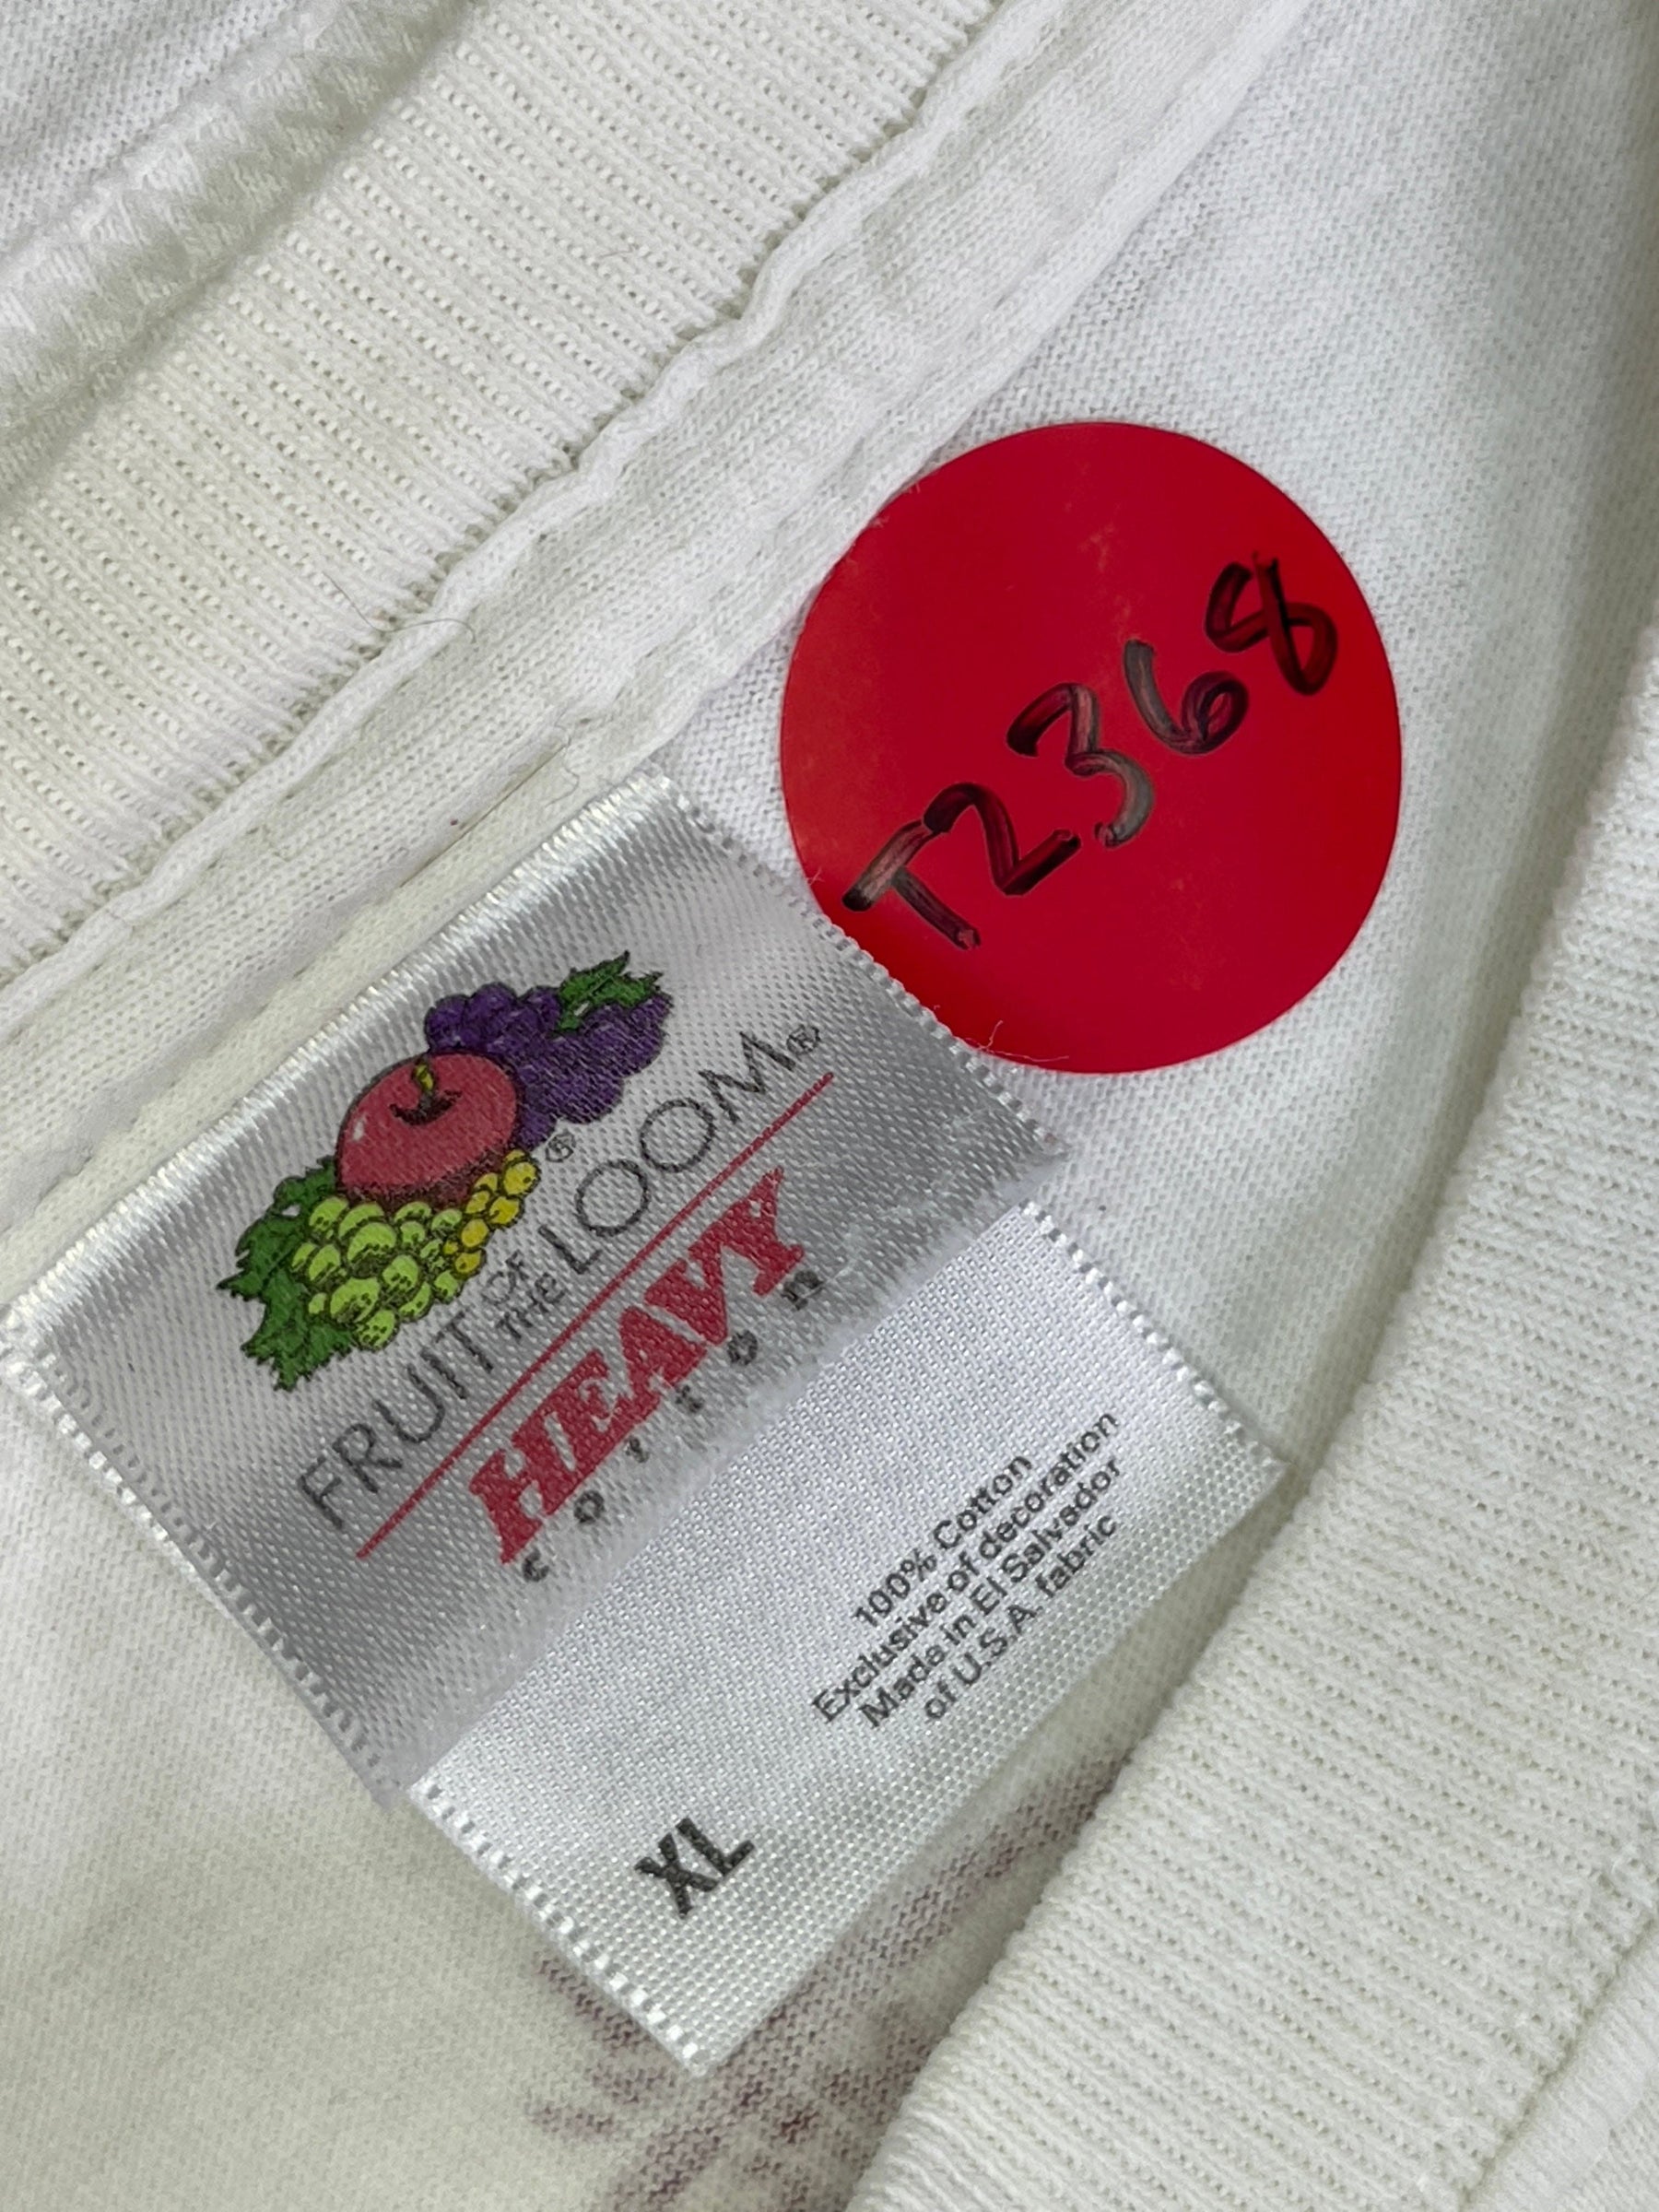 T2368
FRUIT OF THE LOOM®
®
HEAVY
COTTON
100% Cotton
Exclusive of decoration
Made in El Salvador
of U.S.A. fabric
XL